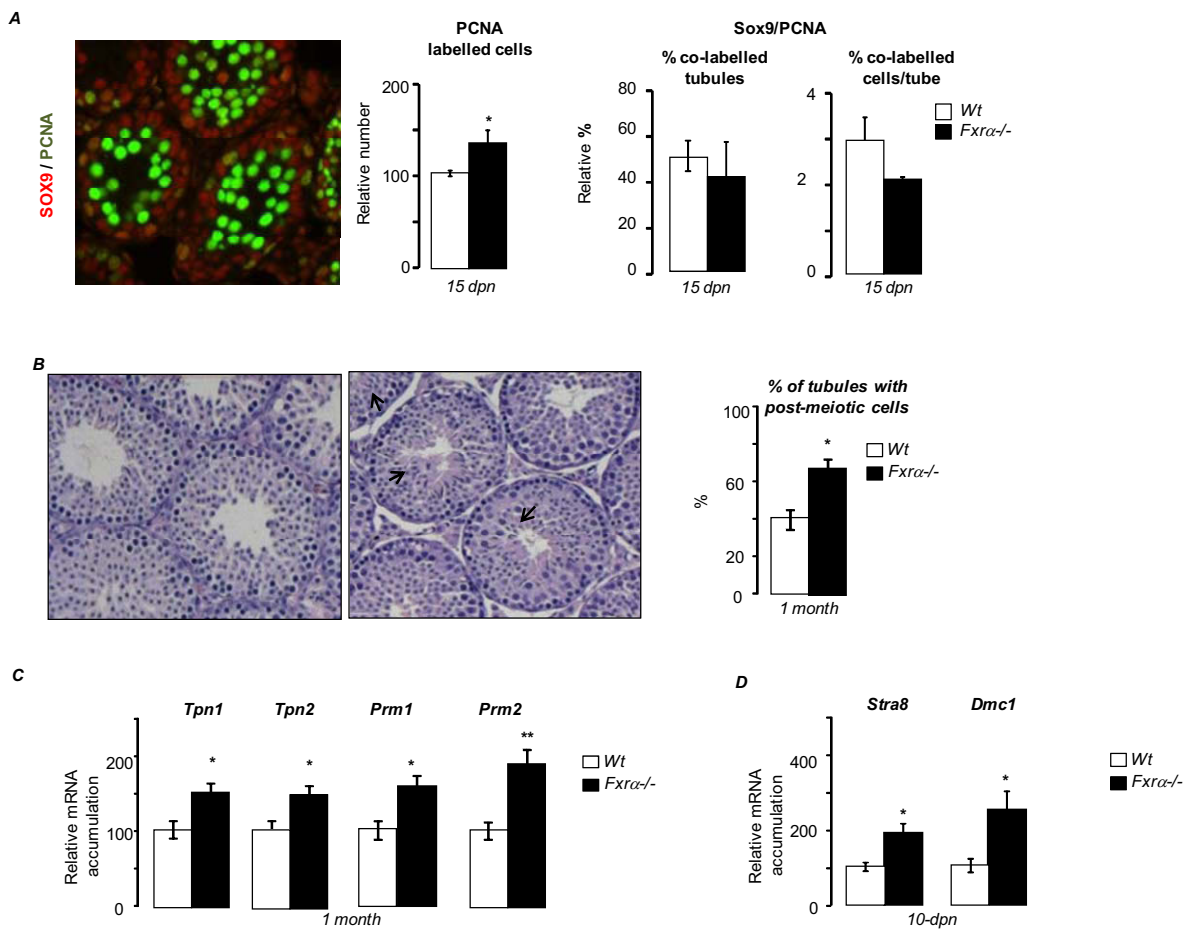 A
SOX9 / PCNA
PCNA
labelled cells
Relative number
200
100
0
*
15 dpn
Sox9/PCNA
% co-labelled
tubules
Relative %
80
60
40
20
0
15 dpn
% co-labelled
cells/tube
4
2
0
15 dpn
Wt
Fxrα-/-
B
% of tubules with
post-meiotic cells
%
100
60
20
0
*
1 month
Wt
Fxrα-/-
C
Tpn1 Tpn2 Prm1 Prm2
Relative mRNA
accumulation
200
100
0
* * * **
1 month
Wt
Fxrα-/-
D
Stra8 Dmc1
Relative mRNA
accumulation
400
200
0
* *
10-dpn
Wt
Fxrα-/-